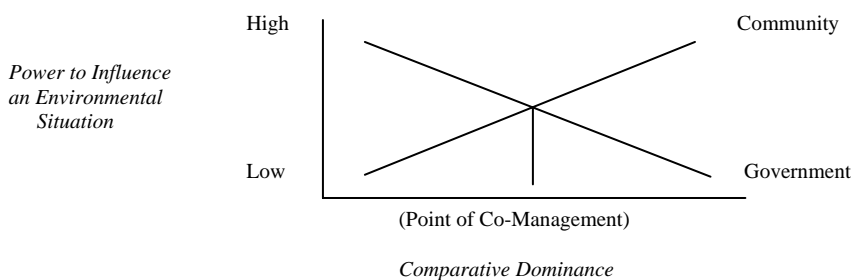 High
Community
Power to Influence
an Environmental
Situation
Low
Government
(Point of Co-Management)
Comparative Dominance